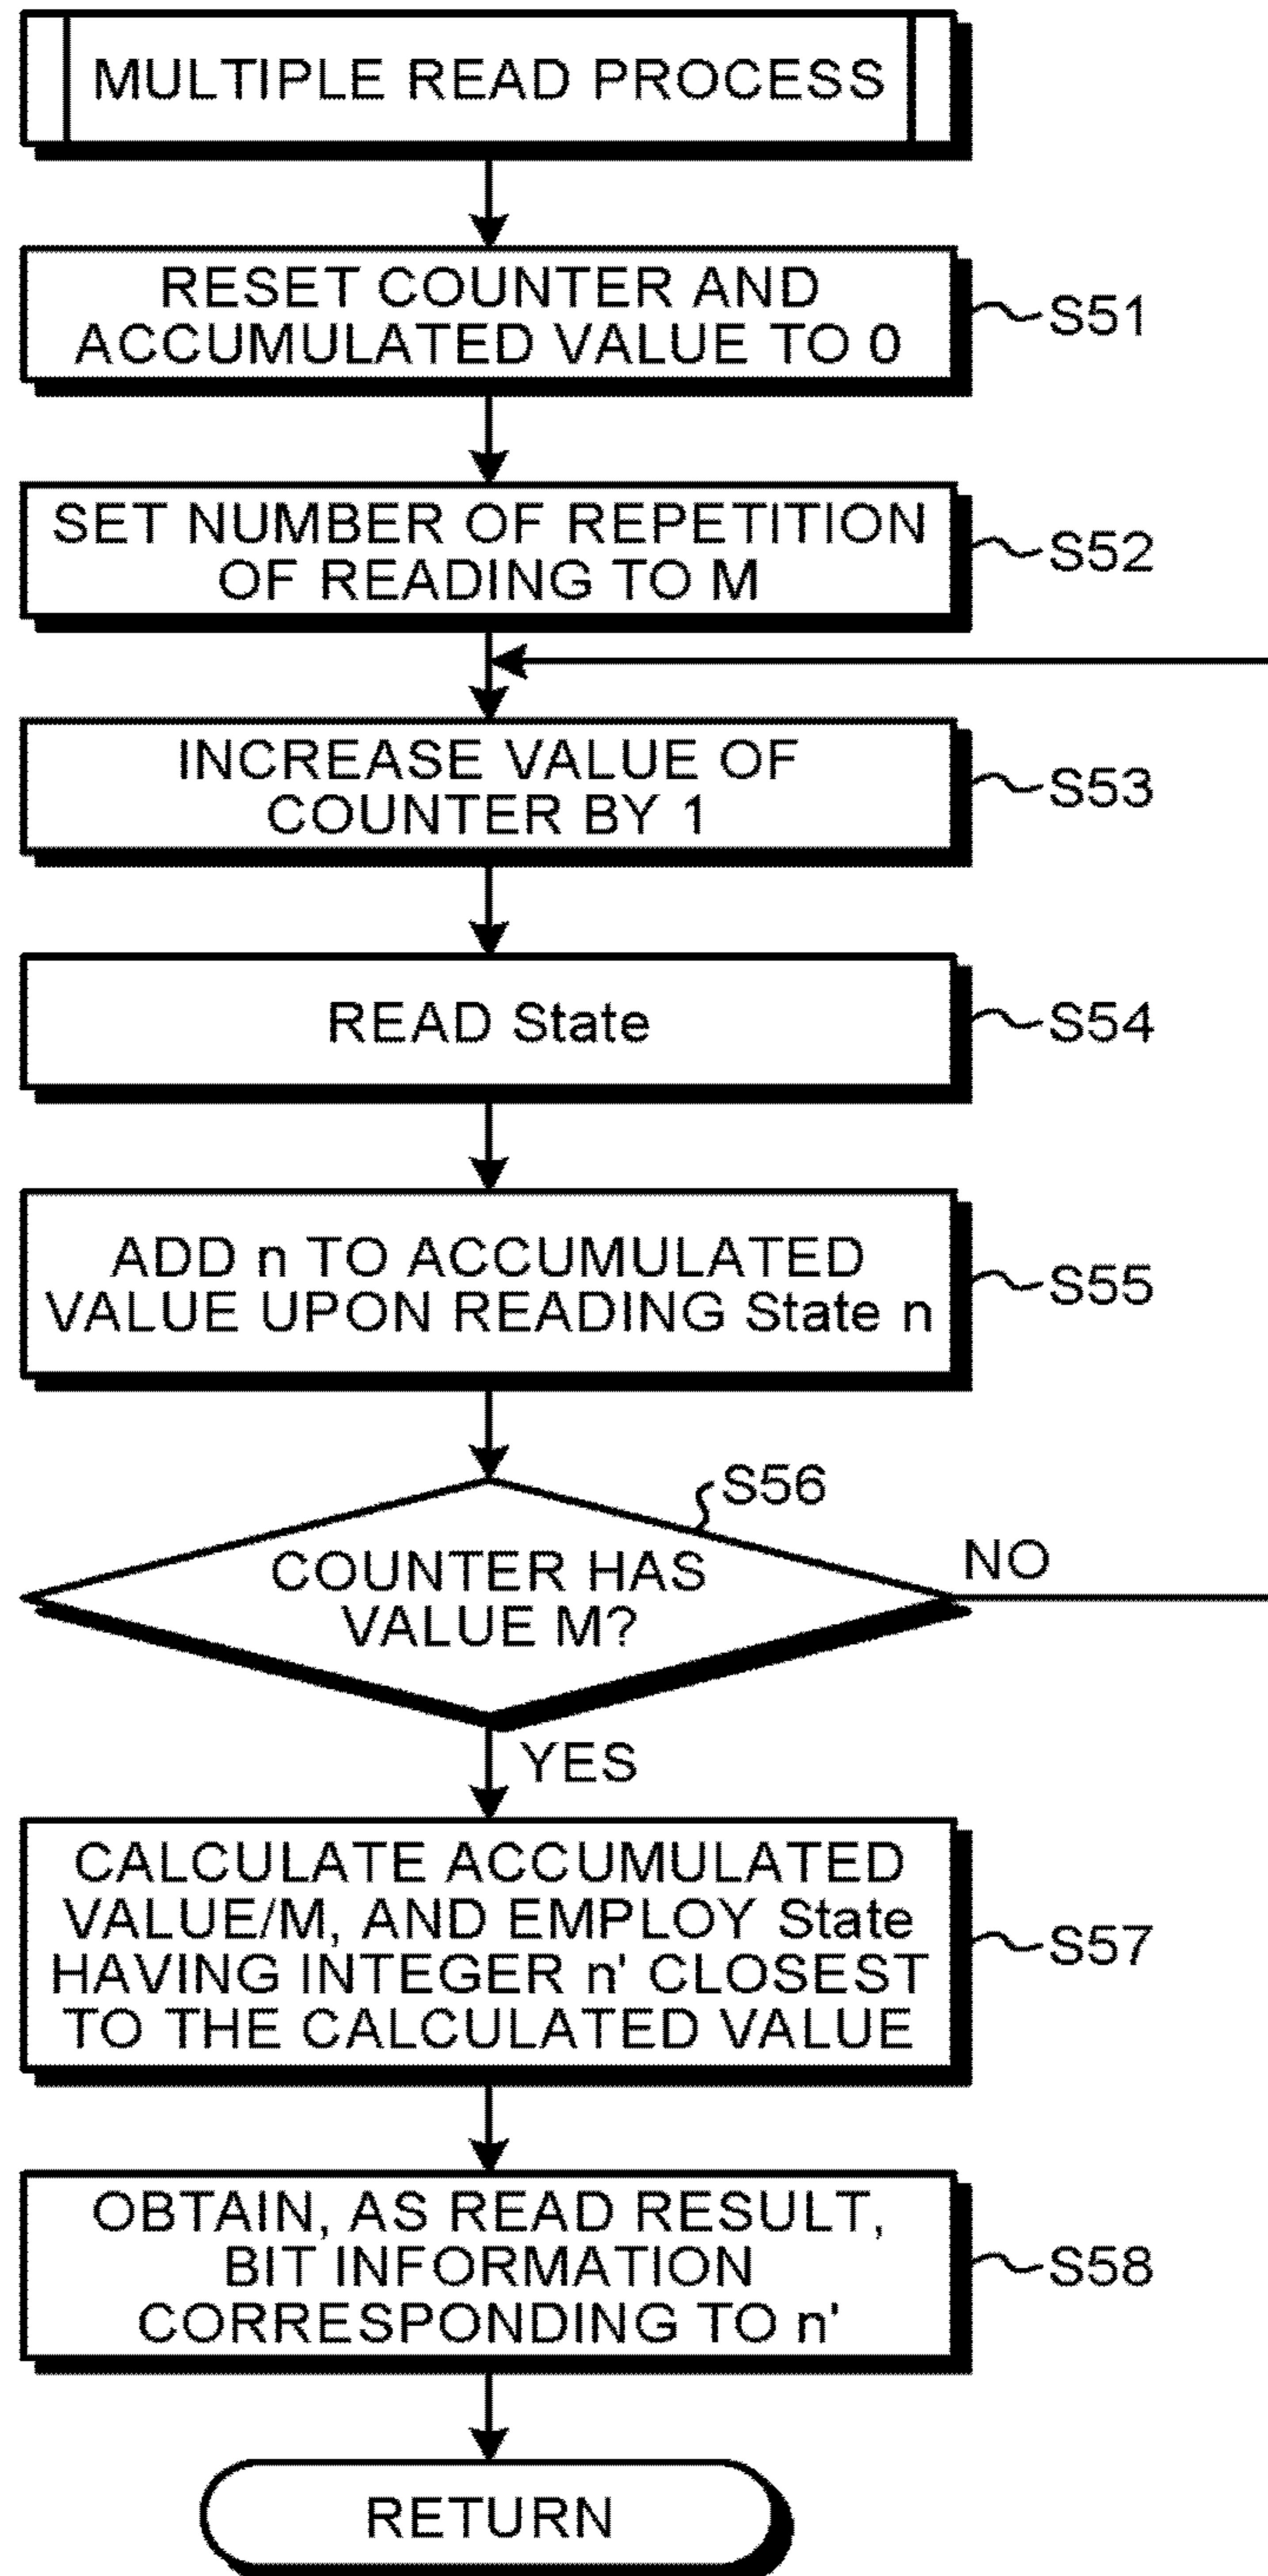 MULTIPLE READ PROCESS
RESET COUNTER AND
ACCUMULATED VALUE TO 0
S51
SET NUMBER OF REPETITION
OF READING TO M
S52
INCREASE VALUE OF
COUNTER BY 1
S53
READ State
S54
ADD n TO ACCUMULATED
VALUE UPON READING State n
S55
S56
COUNTER HAS
VALUE M?
NO
YES
CALCULATE ACCUMULATED
VALUE/M, AND EMPLOY State
HAVING INTEGER n' CLOSEST
TO THE CALCULATED VALUE
S57
OBTAIN, AS READ RESULT,
BIT INFORMATION
CORRESPONDING TO n'
S58
RETURN